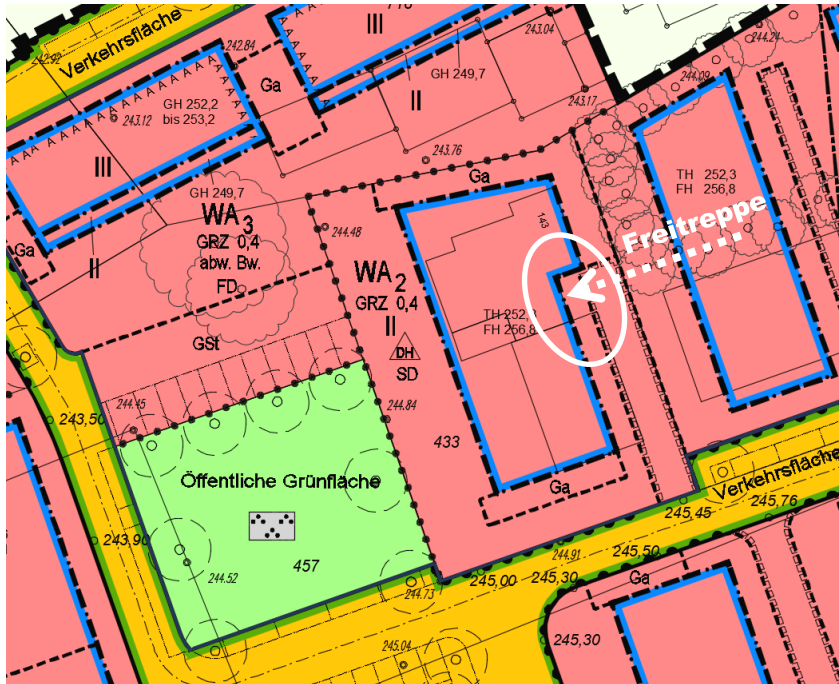 242.92
Verkehrsfläche
242.84
III
243.04
244.24
Ga
GH 249,7
II
244.09
243.17
GH 252,2
bis 253,2
243.12
III
243.76
GH 249,7
Ga
TH 252,3
FH 256,8
WA3
GRZ 0,4
abw. Bw.
FD
Ga
II
244.48
143
Freitreppe
WA2
GRZ 0,4
II
DH
SD
TH 252,3
FH 256,8
GSt
244.45
243,50
244.84
433
Öffentliche Grünfläche
Ga
Verkehrsfläche
245,45
245,76
243,90
457
244.52
244.91
245,50
244.73
245,00
245,30
Ga
245,30
245.04